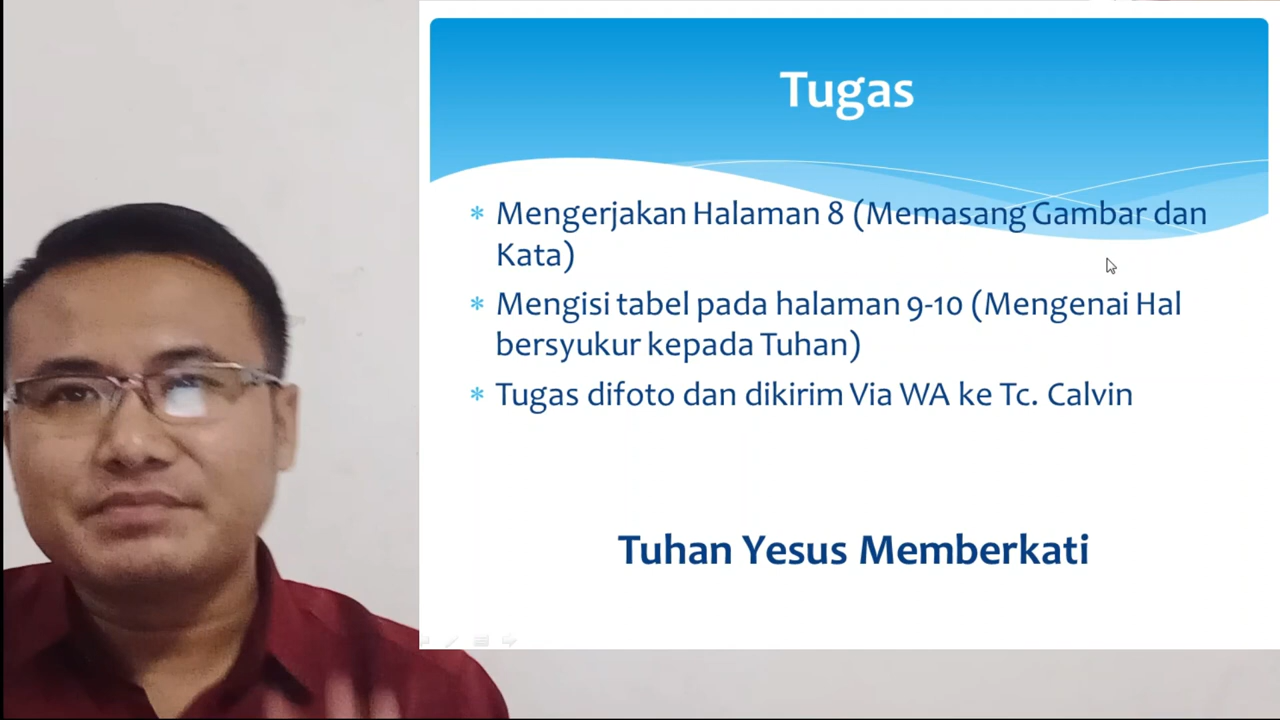 Tugas
* Mengerjakan Halaman 8 (Memasang Gambar dan
Kata)
* Mengisi tabel pada halaman 9-10 (Mengenai Hal
bersyukur kepada Tuhan)
* Tugas difoto dan dikirim Via WA ke Tc. Calvin
Tuhan Yesus Memberkati